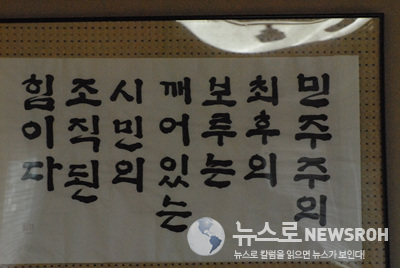 민주주의
최후의
보루는
깨어있는
시민의
조직된
힘이다
뉴스로 NEWSROH
뉴스로 칼럼을 읽으면 뉴스가 보인다!